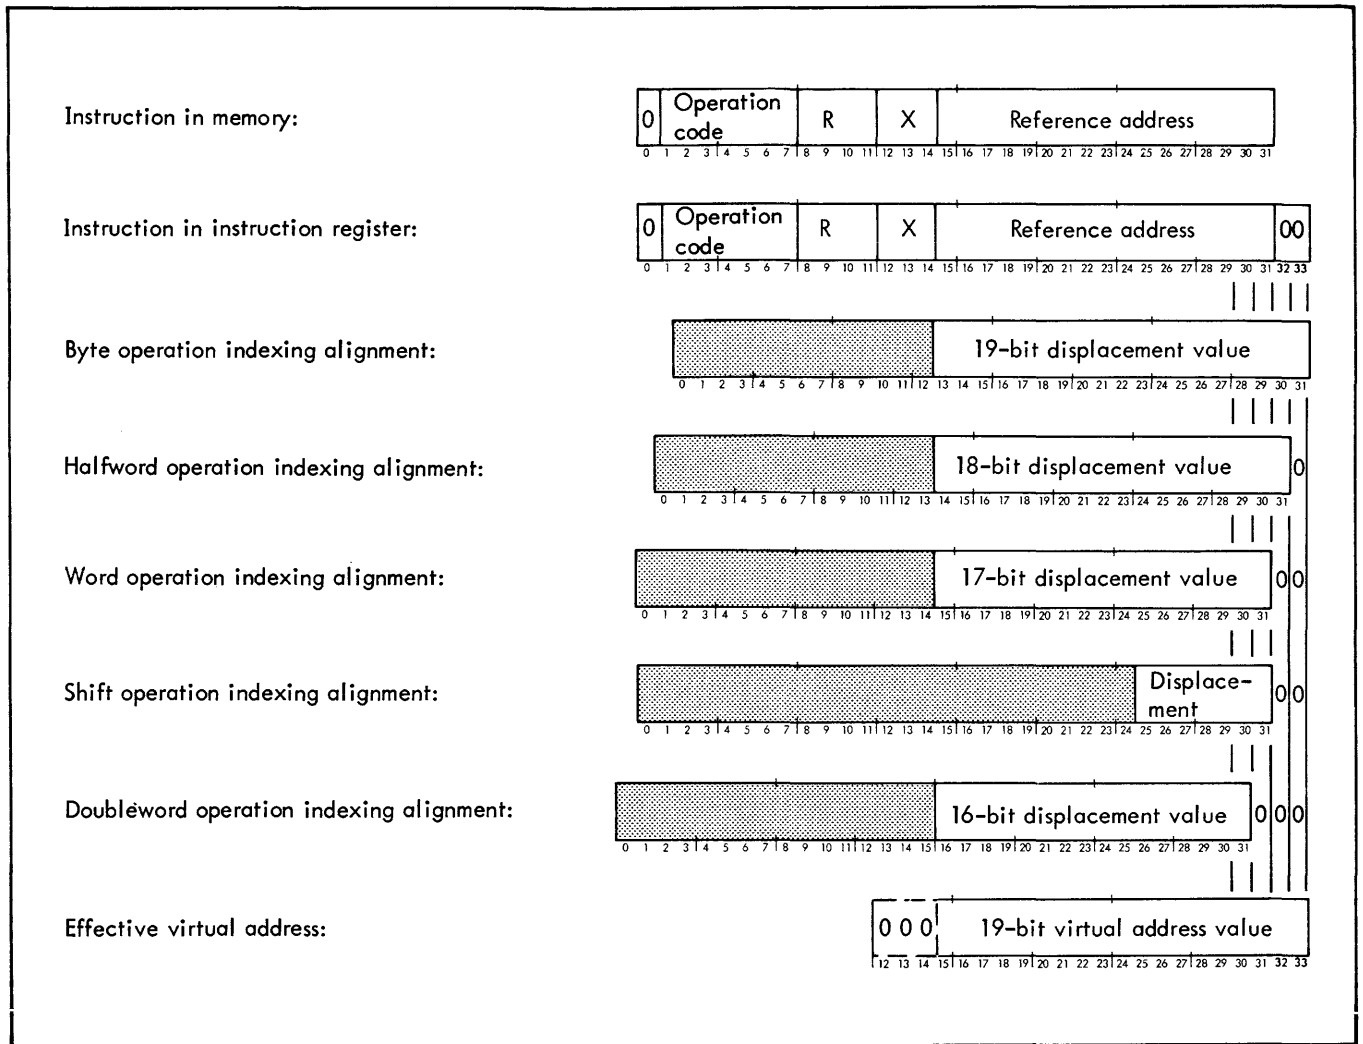 Instruction in memory:
0 Operation code R X Reference address
0 1 2 3 4 5 6 7 8 9 10 11 12 13 14 15 16 17 18 19 20 21 22 23 24 25 26 27 28 29 30 31
Instruction in instruction register:
0 Operation code R X Reference address 00
0 1 2 3 4 5 6 7 8 9 10 11 12 13 14 15 16 17 18 19 20 21 22 23 24 25 26 27 28 29 30 31 32 33
Byte operation indexing alignment:
19-bit displacement value
0 1 2 3 4 5 6 7 8 9 10 11 12 13 14 15 16 17 18 19 20 21 22 23 24 25 26 27 28 29 30 31
Halfword operation indexing alignment:
18-bit displacement value 0
0 1 2 3 4 5 6 7 8 9 10 11 12 13 14 15 16 17 18 19 20 21 22 23 24 25 26 27 28 29 30 31
Word operation indexing alignment:
17-bit displacement value 0 0
0 1 2 3 4 5 6 7 8 9 10 11 12 13 14 15 16 17 18 19 20 21 22 23 24 25 26 27 28 29 30 31
Shift operation indexing alignment:
Displace-
ment 0 0
0 1 2 3 4 5 6 7 8 9 10 11 12 13 14 15 16 17 18 19 20 21 22 23 24 25 26 27 28 29 30 31
Doubleword operation indexing alignment:
16-bit displacement value 0 0 0
0 1 2 3 4 5 6 7 8 9 10 11 12 13 14 15 16 17 18 19 20 21 22 23 24 25 26 27 28 29 30 31
Effective virtual address:
0 0 0 19-bit virtual address value
12 13 14 15 16 17 18 19 20 21 22 23 24 25 26 27 28 29 30 31 32 33